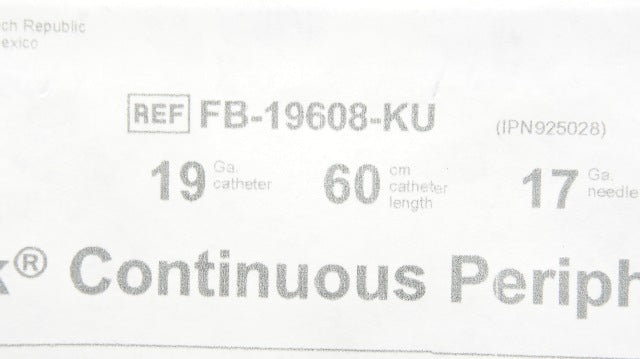 ch Republic
exico
REF FB-19608-KU (IPN925028)
19 Ga. catheter 60 cm catheter length 17 Ga. needle
® Continuous Periph